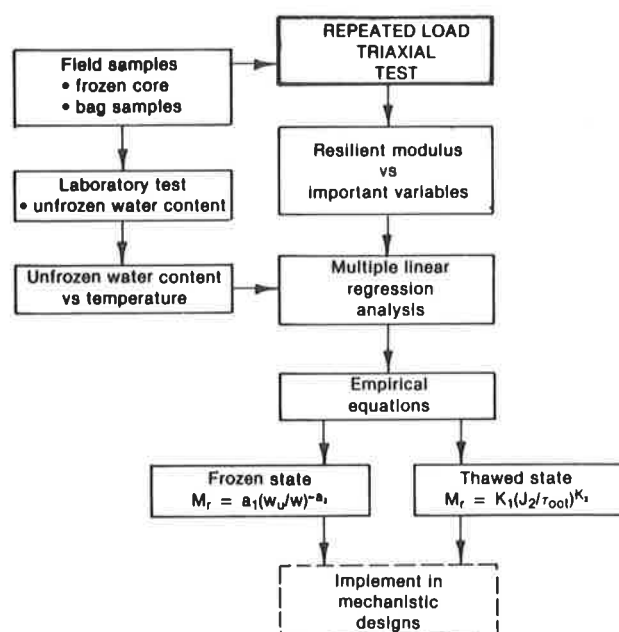 REPEATED LOAD
TRIAXIAL
TEST
Field samples
• frozen core
• bag samples
Resilient modulus
vs
important variables
Laboratory test
• unfrozen water content
Unfrozen water content
vs temperature
Multiple linear
regression
analysis
Empirical
equations
Frozen state
Mᵣ = a₁(wᵤ/w)⁻ᵃ²
Thawed state
Mᵣ = K₁(J₂/τₒcₜ)ᴷ²
Implement in
mechanistic
designs